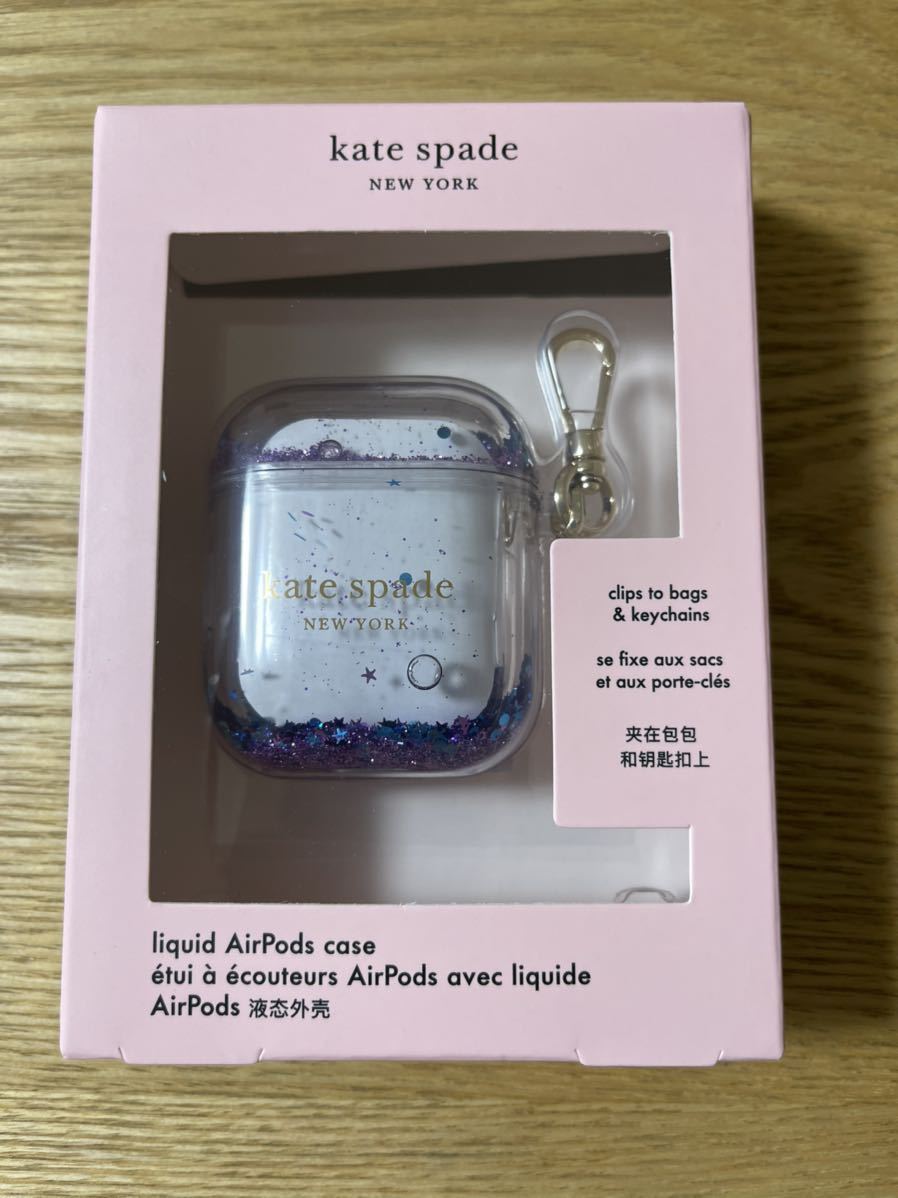 kate spade
NEW YORK
kate spade
NEW YORK
clips to bags
& keychains
se fixe aux sacs
et aux porte-clés
夹在包包
和钥匙扣上
liquid AirPods case
étui à écouteurs AirPods avec liquide
AirPods 液态外壳